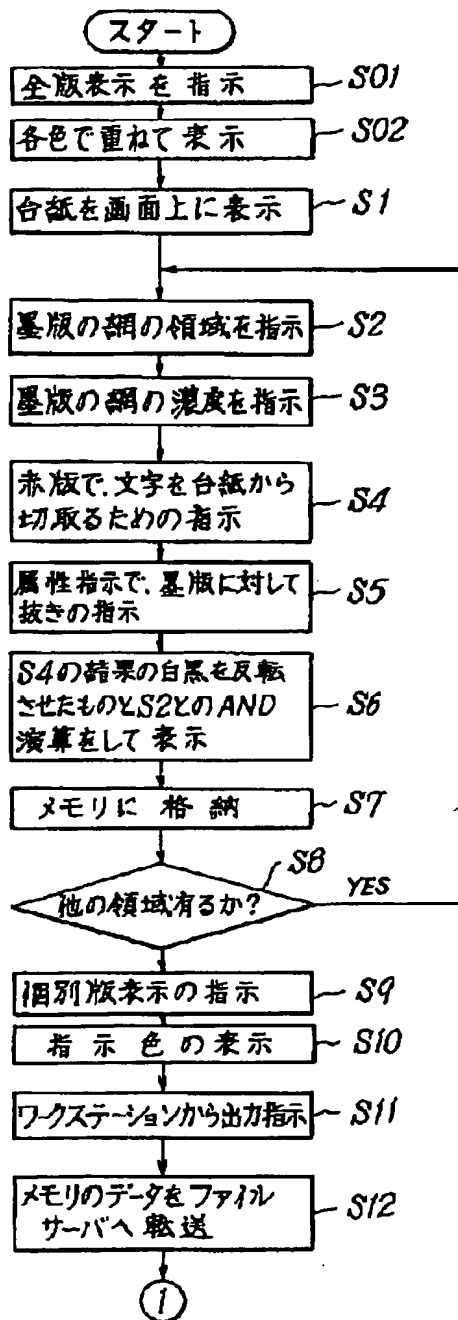 スタート
全版表示を指示
S01
各色で重ねて表示
S02
台紙を画面上に表示
S1
墨版の網の領域を指示
S2
墨版の網の濃度を指示
S3
赤版で、文字を台紙から
切取るための指示
S4
属性指示で、墨版に対して
抜きの指示
S5
S4の結果の白黒を反転
させたものとS2とのAND
演算をして表示
S6
メモリに格納
S7
S8
他の領域有るか?
YES
個別版表示の指示
S9
指示色の表示
S10
ワークステーションから出力指示
S11
メモリのデータをファイル
サーバへ転送
S12
1